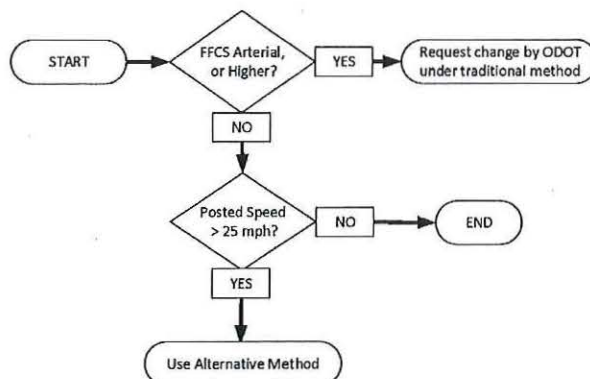 START
FFCS Arterial,
or Higher?
YES
Request change by ODOT
under traditional method
NO
Posted Speed
> 25 mph?
NO
END
YES
Use Alternative Method